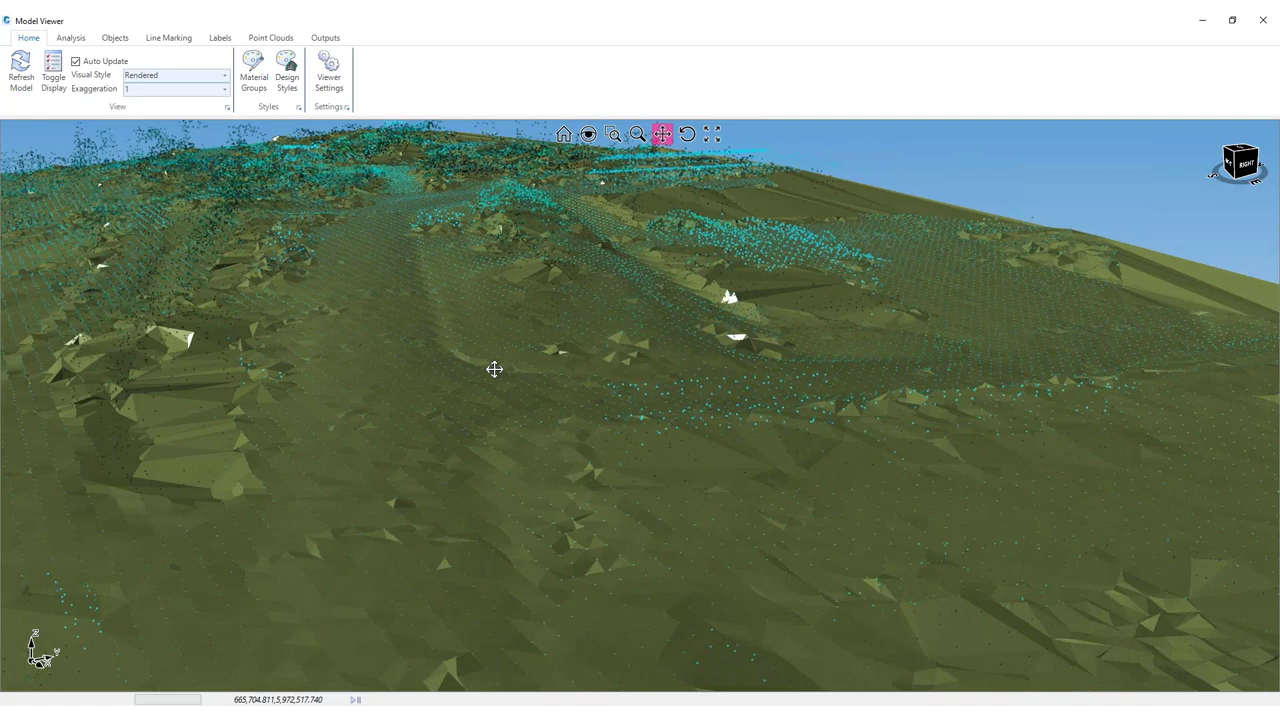 Model Viewer
Home Analysis Objects Line Marking Labels Point Clouds Outputs
Refresh Model
Toggle Display
Auto Update
Visual Style Rendered
Exaggeration 1
Material Groups
Design Styles
Viewer Settings
View Styles Settings
RIGHT
S E
Z
Y
X
665,704.811,5,972,517.740